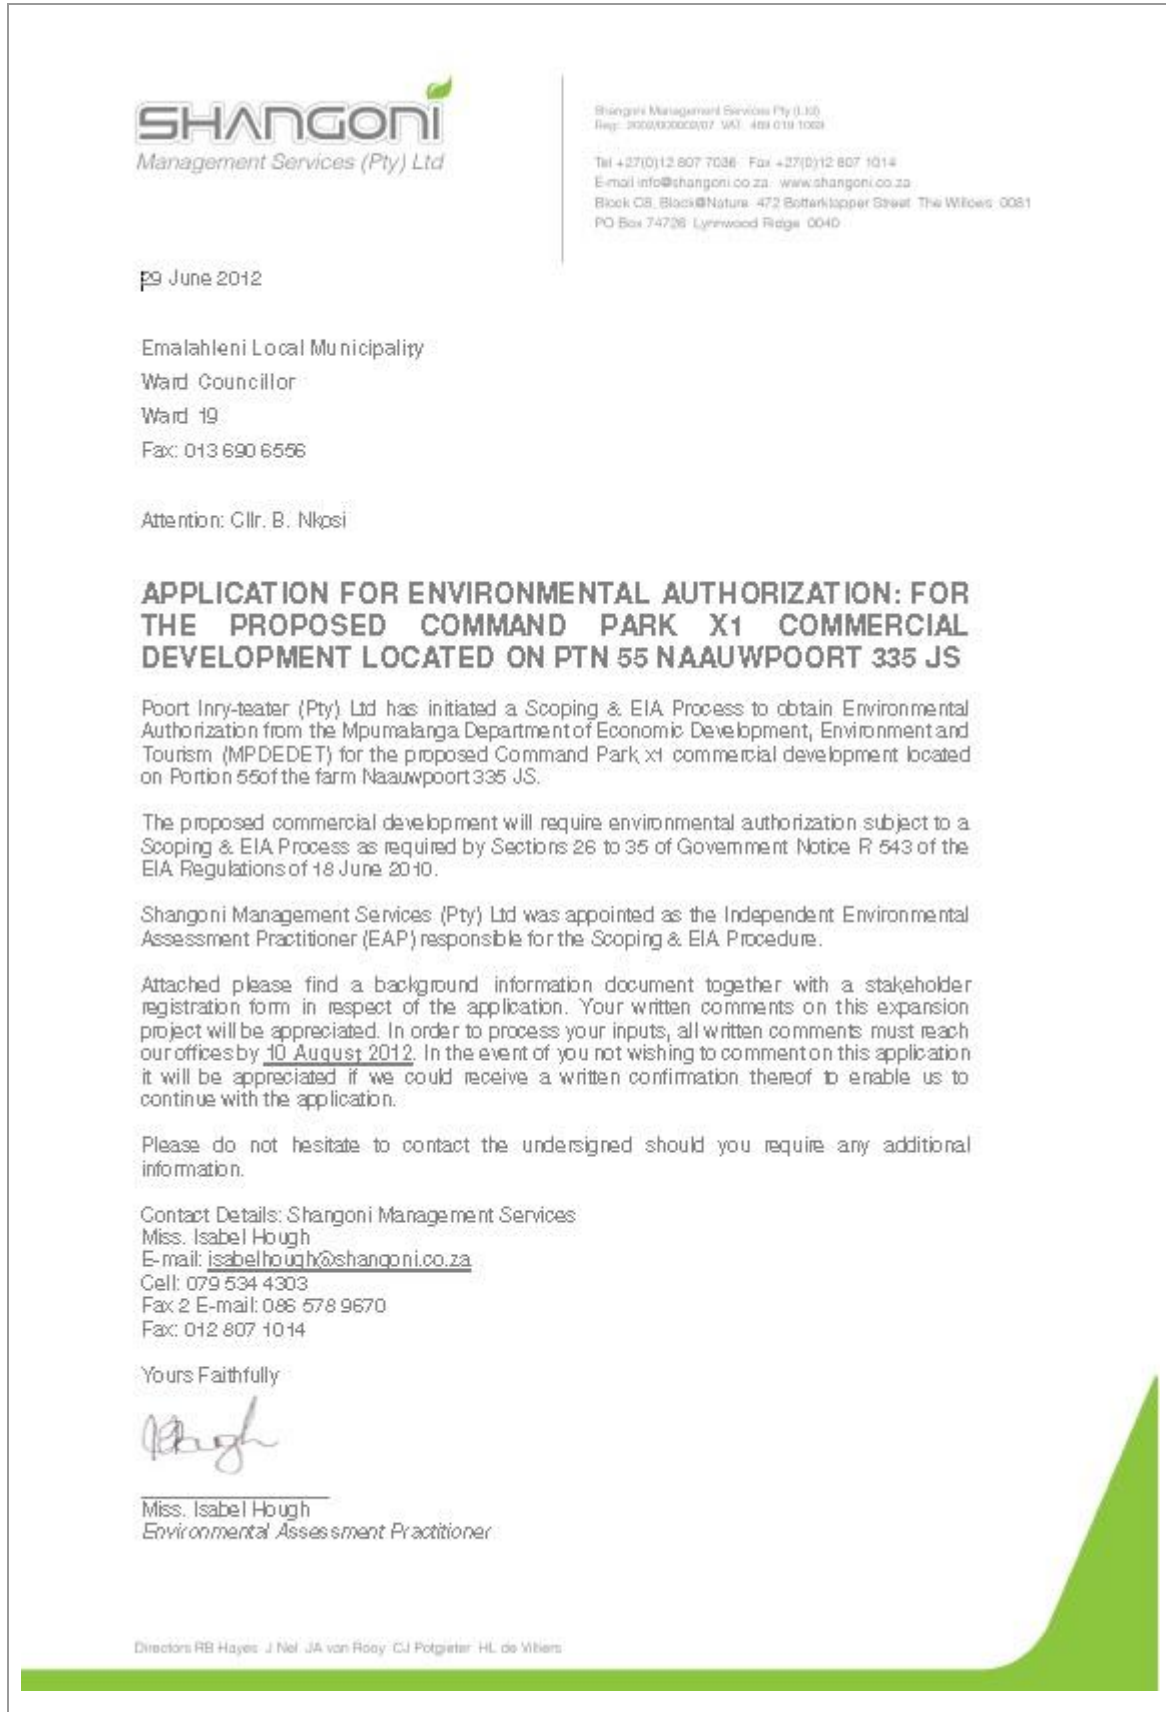 SHANGONI
Management Services (Pty) Ltd
Shangoni Management Services Pty (Ltd)
Tel +27(0)12 807 7036 Fax +27(0)12 807 1014
E-mail info@shangoni.co.za www.shangoni.co.za
Block C8, Block@Nature 472 Botterklapper Street The Willows 0081
PO Box 74726 Lynnwood Ridge 0040
29 June 2012
Emalahleni Local Municipality
Ward Councillor
Ward 19
Fax: 013 690 6556
Attention: Cllr. B. Nkosi
APPLICATION FOR ENVIRONMENTAL AUTHORIZATION: FOR
THE PROPOSED COMMAND PARK X1 COMMERCIAL
DEVELOPMENT LOCATED ON PTN 55 NAAUWPOORT 335 JS
Poort Inry-teater (Pty) Ltd has initiated a Scoping & EIA Process to obtain Environmental
Authorization from the Mpumalanga Department of Economic Development, Environment and
Tourism (MPDEDET) for the proposed Command Park x1 commercial development located
on Portion 55of the farm Naauwpoort 335 JS.
The proposed commercial development will require environmental authorization subject to a
Scoping & EIA Process as required by Sections 26 to 35 of Government Notice R 543 of the
EIA Regulations of 18 June 2010.
Shangoni Management Services (Pty) Ltd was appointed as the Independent Environmental
Assessment Practitioner (EAP) responsible for the Scoping & EIA Procedure.
Attached please find a background information document together with a stakeholder
registration form in respect of the application. Your written comments on this expansion
project will be appreciated. In order to process your inputs, all written comments must reach
our offices by 10 August 2012. In the event of you not wishing to comment on this application
it will be appreciated if we could receive a written confirmation thereof to enable us to
continue with the application.
Please do not hesitate to contact the undersigned should you require any additional
information.
Contact Details: Shangoni Management Services
Miss. Isabel Hough
E-mail: isabelhough@shangoni.co.za
Cell: 079 534 4303
Fax 2 E-mail: 086 578 9670
Fax: 012 807 1014
Yours Faithfully
Miss. Isabel Hough
Environmental Assessment Practitioner
Directors RB Hayes J Nel JA van Rooy CJ Potgieter HL de Villiers